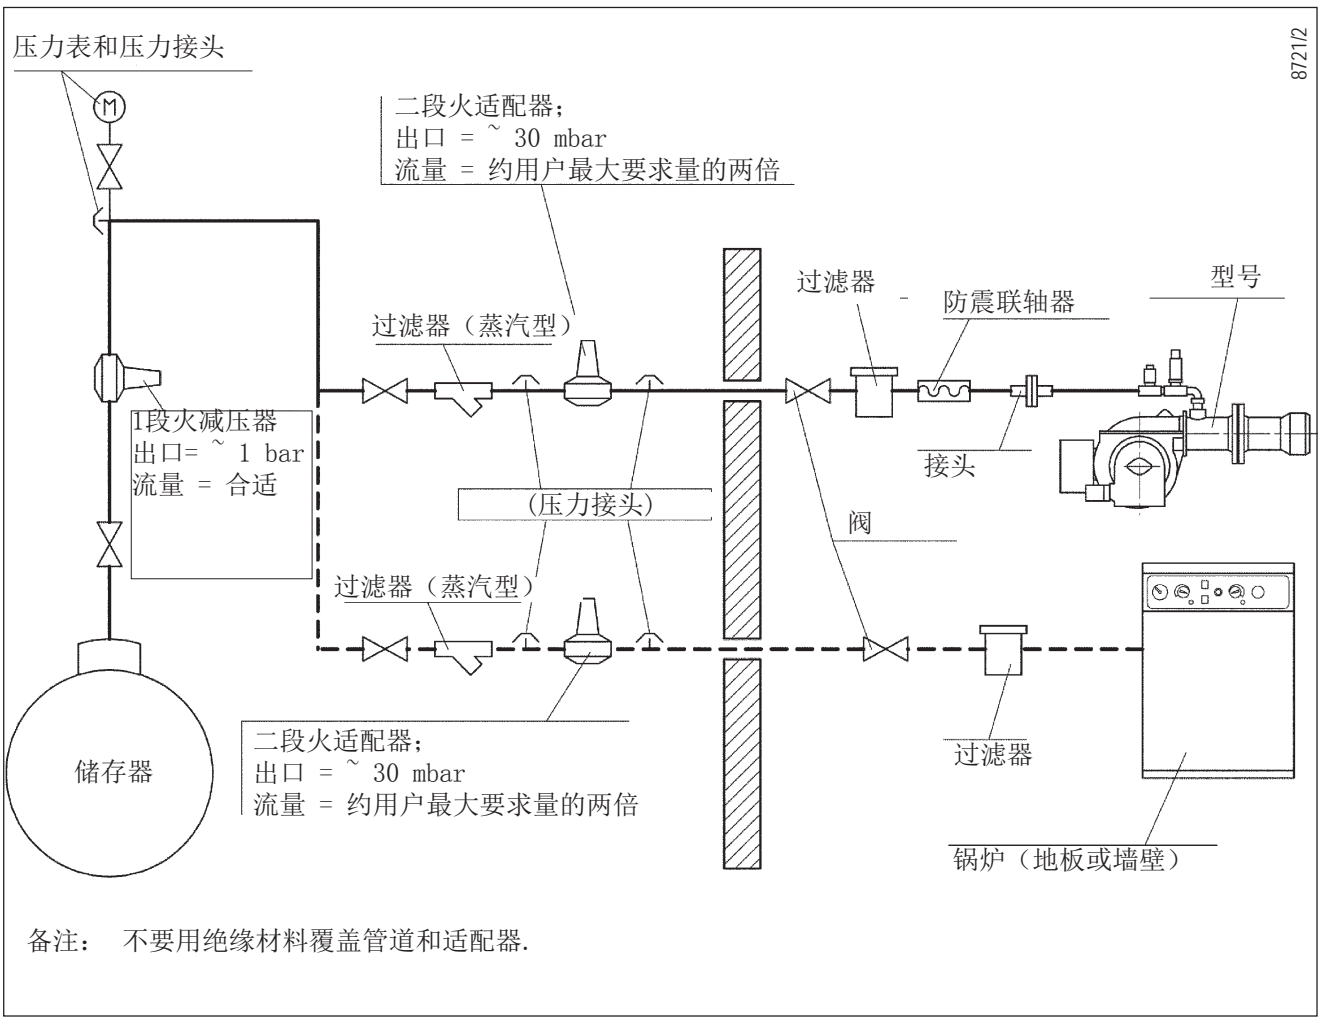 压力表和压力接头
8721/2
M
二段火适配器;
出口 = ~ 30 mbar
流量 = 约用户最大要求量的两倍
过滤器
型号
防震联轴器
过滤器（蒸汽型）
I段火减压器
出口= ~ 1 bar
流量 = 合适
接头
(压力接头)
阀
过滤器（蒸汽型）
二段火适配器;
出口 = ~ 30 mbar
流量 = 约用户最大要求量的两倍
过滤器
储存器
锅炉（地板或墙壁）
备注： 不要用绝缘材料覆盖管道和适配器.